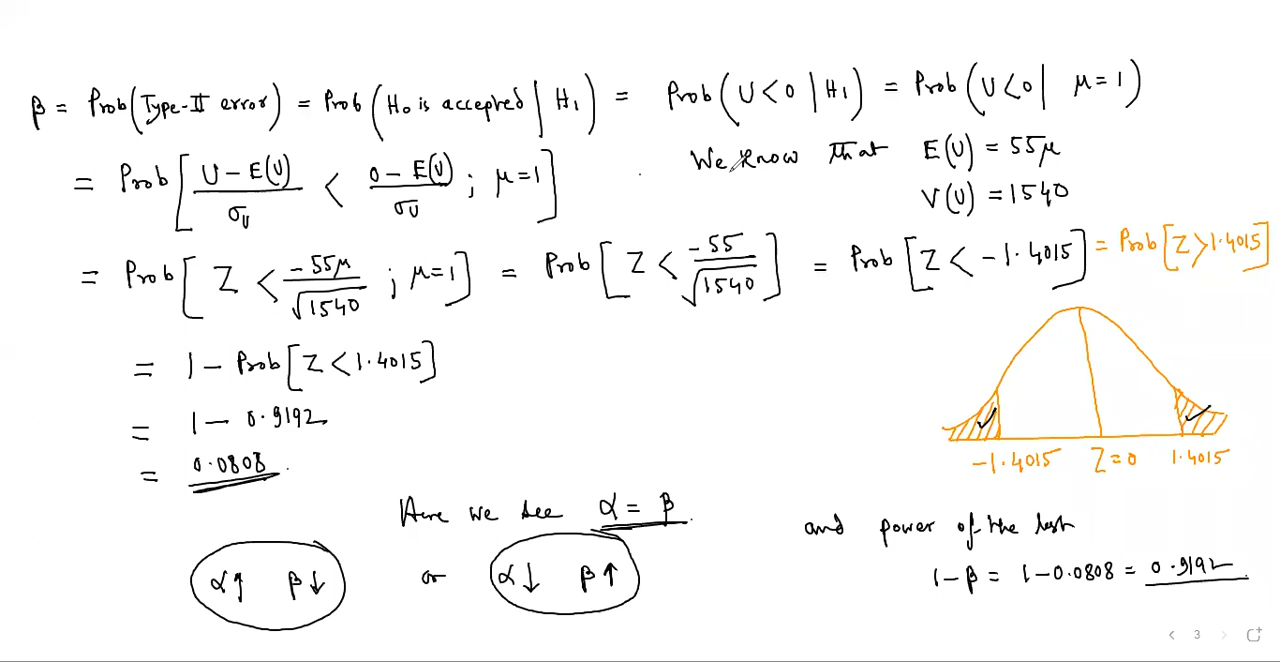 β = Prob(Type-II error) = Prob(H₀ is accepted | H₁) = Prob(U<0 | H₁) = Prob(U<0 | μ=1)
= Prob[(U - E(U))/σ_U < (0 - E(U))/σ_U ; μ=1]
We know that E(U) = 55μ
V(U) = 1540
= Prob[Z < -55μ/√1540 ; μ=1] = Prob[Z < -55/√1540] = Prob[Z < -1.4015] = Prob[Z > 1.4015]
= 1 - Prob[Z < 1.4015]
= 1 - 0.9192
= 0.0808.
-1.4015 Z=0 1.4015
Here we see α = β.
α↑ β↓ or α↓ β↑
and power of the test
1-β = 1-0.0808 = 0.9192.
< 3 >